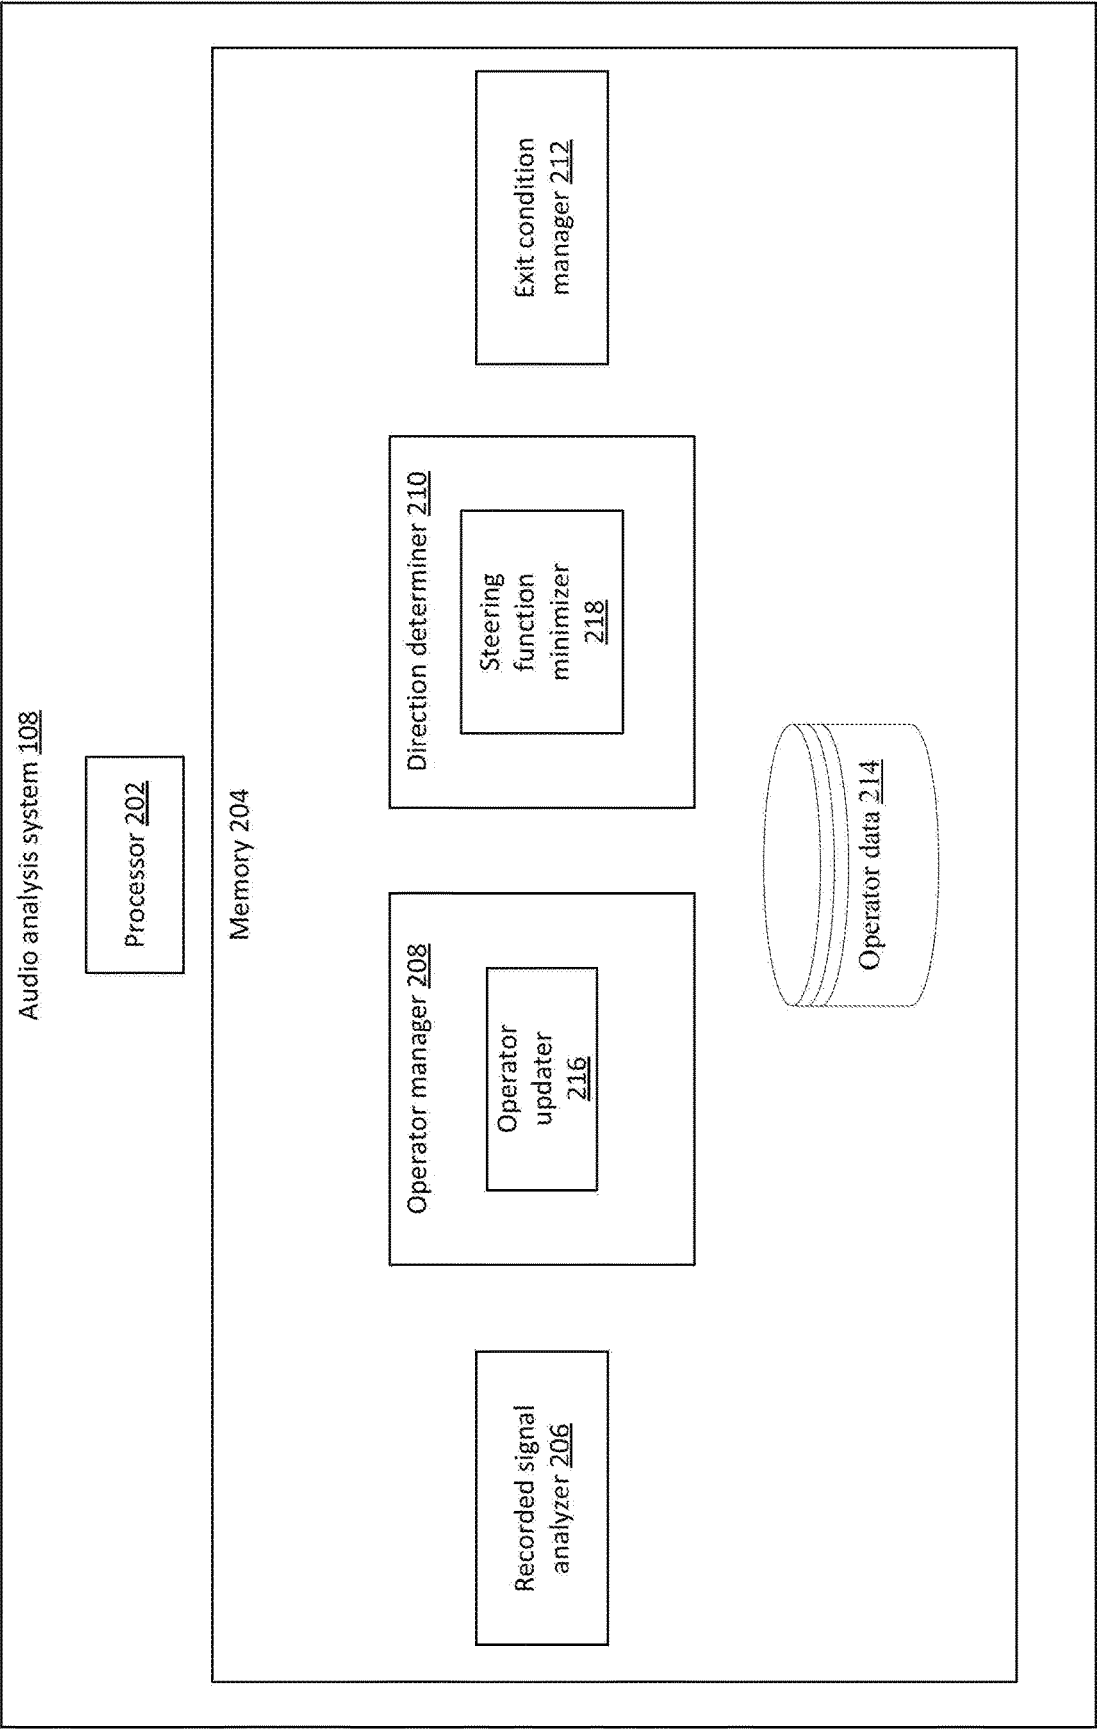 Audio analysis system 108
Processor 202
Memory 204
Recorded signal
analyzer 206
Operator manager 208
Operator
updater
216
Direction determiner 210
Steering
function
minimizer
218
Exit condition
manager 212
Operator data 214